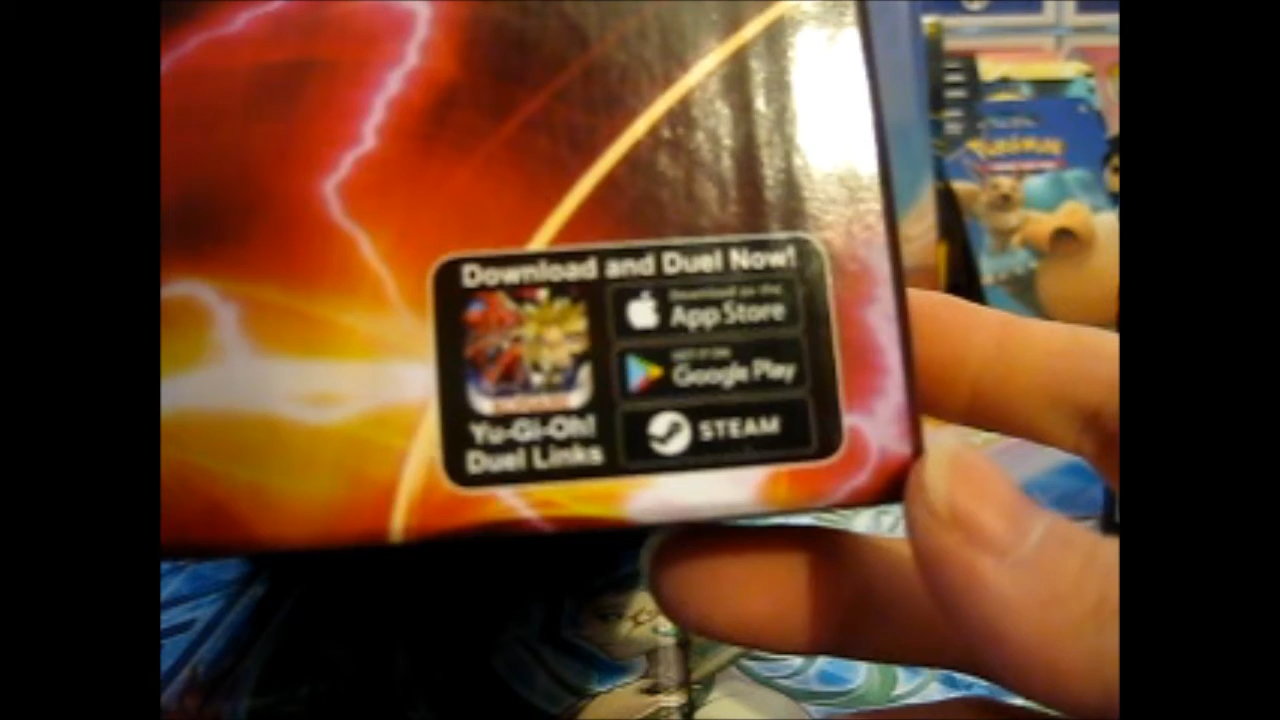 Download and Duel Now!
Download on the
App Store
GET IT ON
Google Play
STEAM
Yu-Gi-Oh!
Duel Links
Pokémon